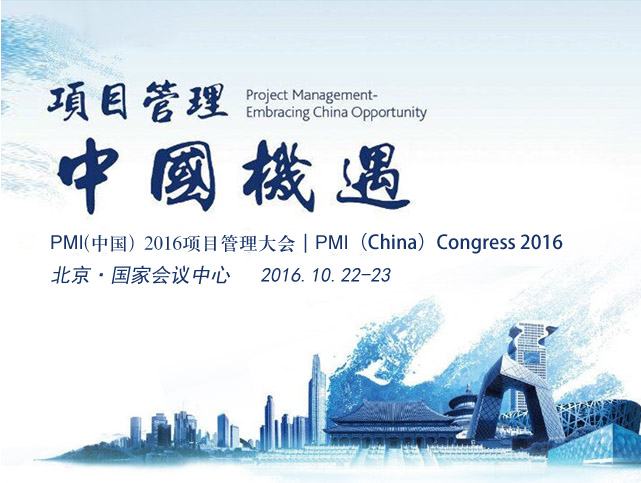 項目管理
Project Management-
Embracing China Opportunity
中國機遇
PMI(中国) 2016项目管理大会 | PMI（China）Congress 2016
北京·国家会议中心 2016.10.22-23